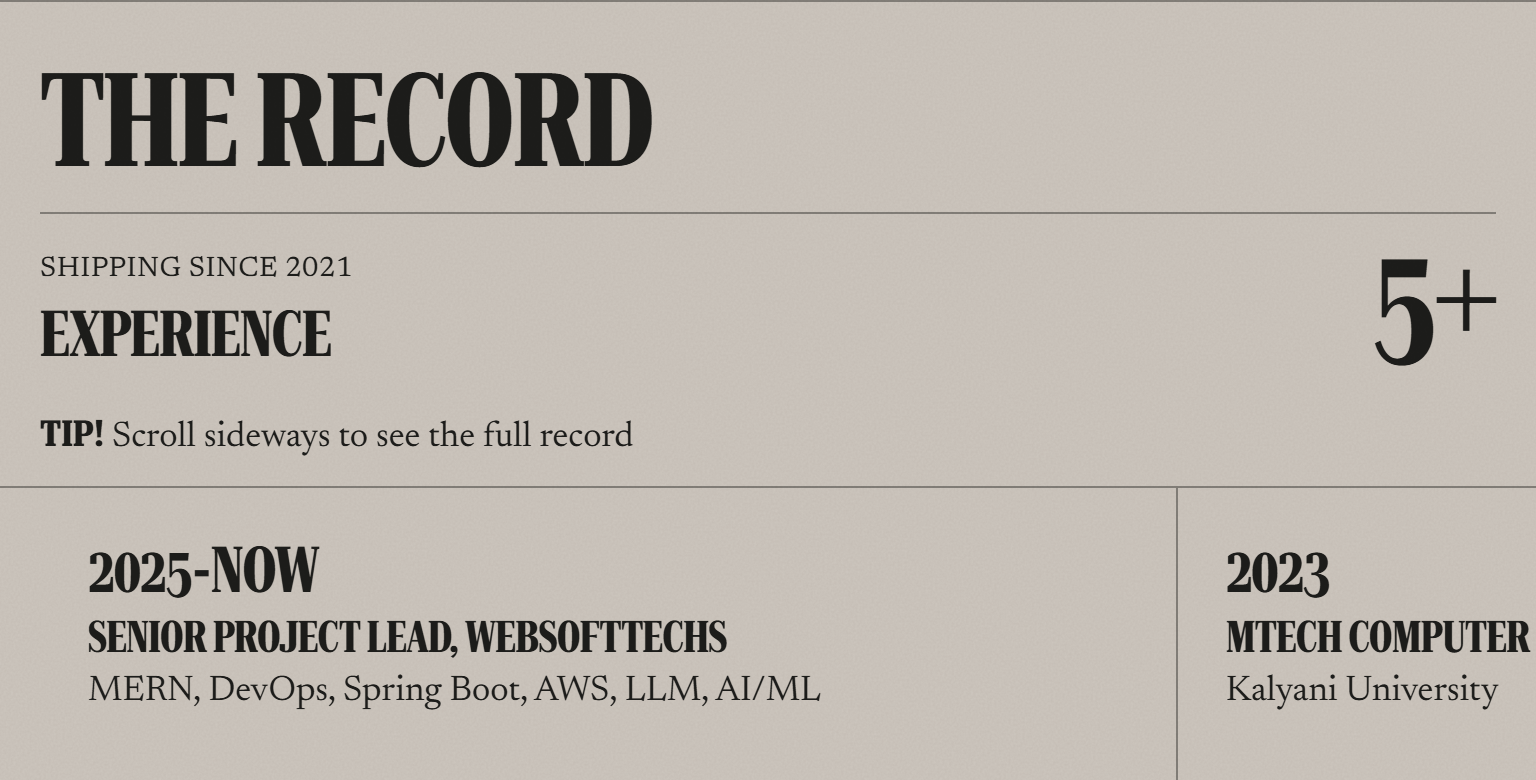 THE RECORD
SHIPPING SINCE 2021
EXPERIENCE
5+
TIP! Scroll sideways to see the full record
2025-NOW
SENIOR PROJECT LEAD, WEBSOFTTECHS
MERN, DevOps, Spring Boot, AWS, LLM, AI/ML
2023
MTECH COMPUTER
Kalyani University